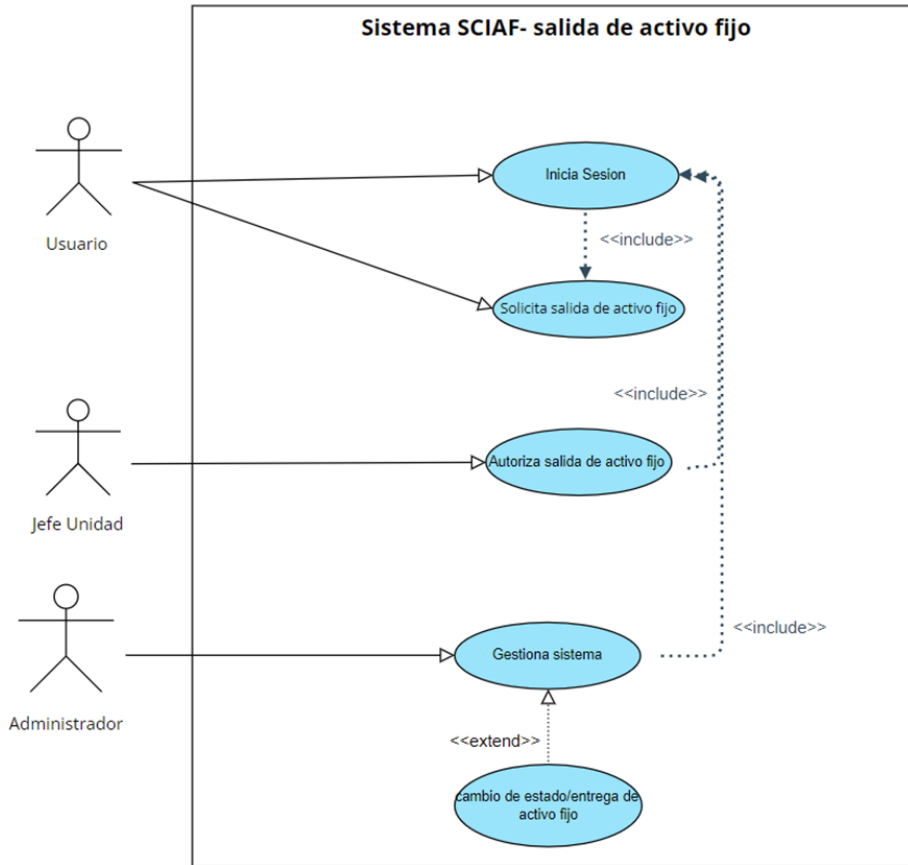 Sistema SCIAF- salida de activo fijo
Inicia Sesion
Usuario
<<include>>
Solicita salida de activo fijo
<<include>>
Autoriza salida de activo fijo
Jefe Unidad
<<include>>
Gestiona sistema
Administrador
<<extend>>
cambio de estado/entrega de
activo fijo